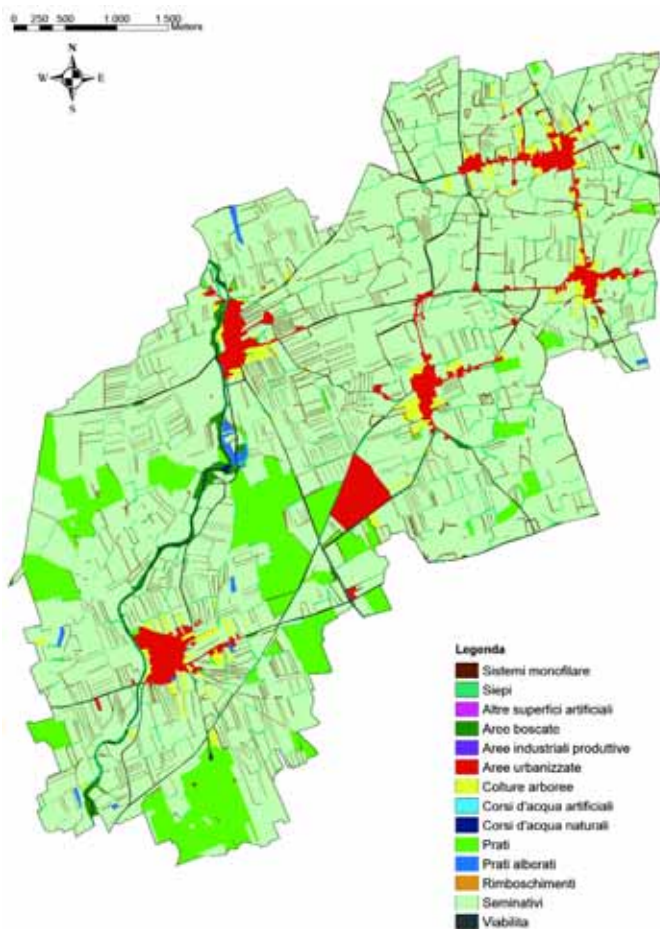 0 250 500 1.000 1.500
Meters
N
W E
S
Legenda
Sistemi monofilare
Siepi
Altre superfici artificiali
Aree boscate
Aree industriali produttive
Aree urbanizzate
Colture arboree
Corsi d'acqua artificiali
Corsi d'acqua naturali
Prati
Prati alborati
Rimboschimenti
Seminativi
Viabilita